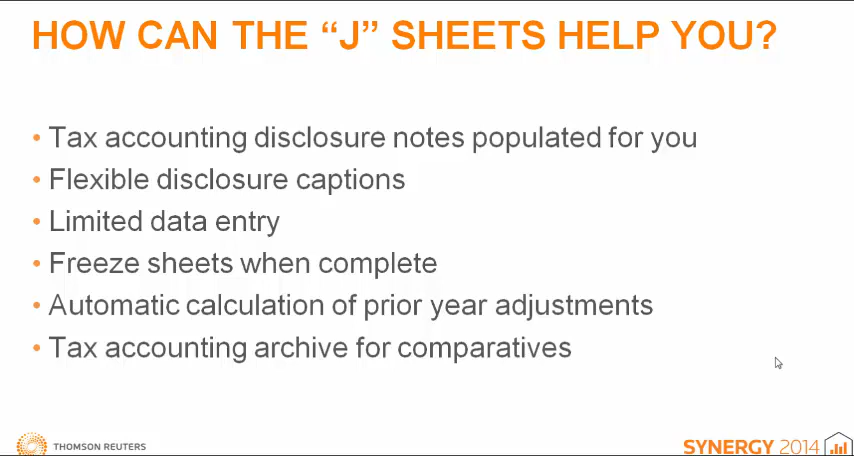 HOW CAN THE “J” SHEETS HELP YOU?
• Tax accounting disclosure notes populated for you
• Flexible disclosure captions
• Limited data entry
• Freeze sheets when complete
• Automatic calculation of prior year adjustments
• Tax accounting archive for comparatives
THOMSON REUTERS
SYNERGY 2014